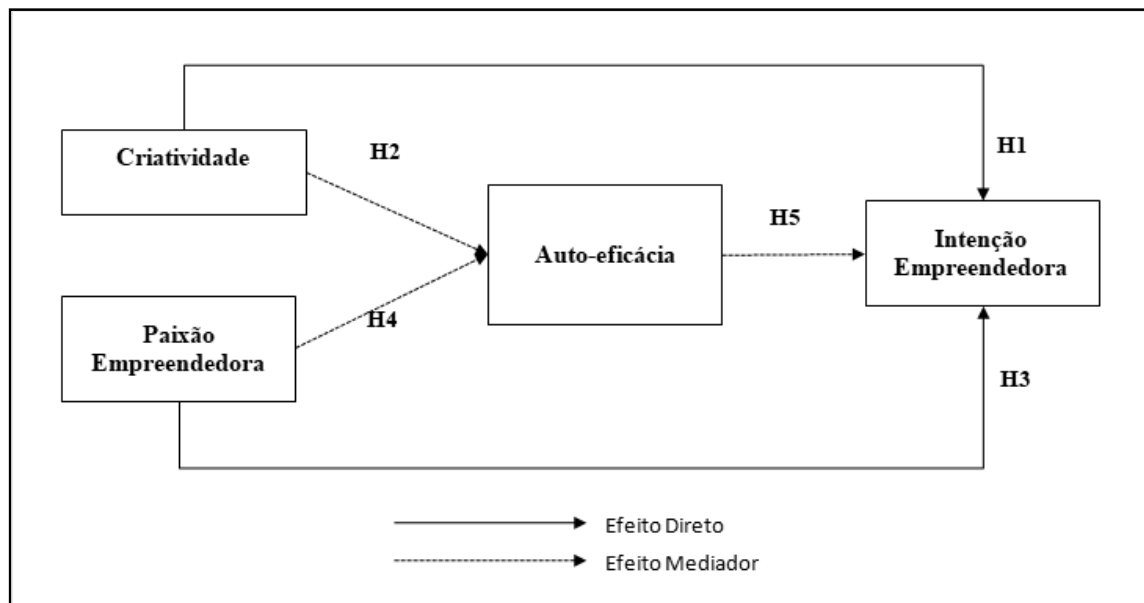 Criatividade
H2
H1
Auto-eficácia
H5
Intenção
Empreendedora
Paixão
Empreendedora
H4
H3
Efeito Direto
Efeito Mediador